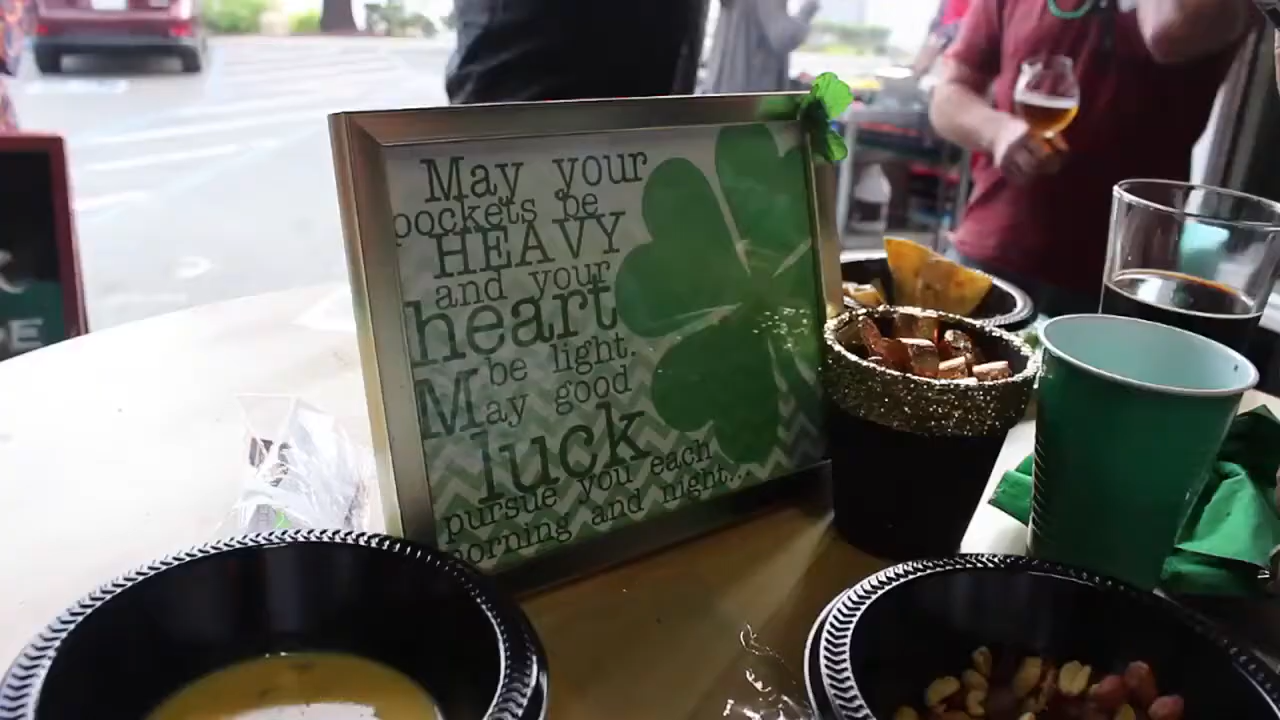 May your
pockets be
HEAVY
and your
heart
be light.
May good
luck
pursue you each
morning and night...